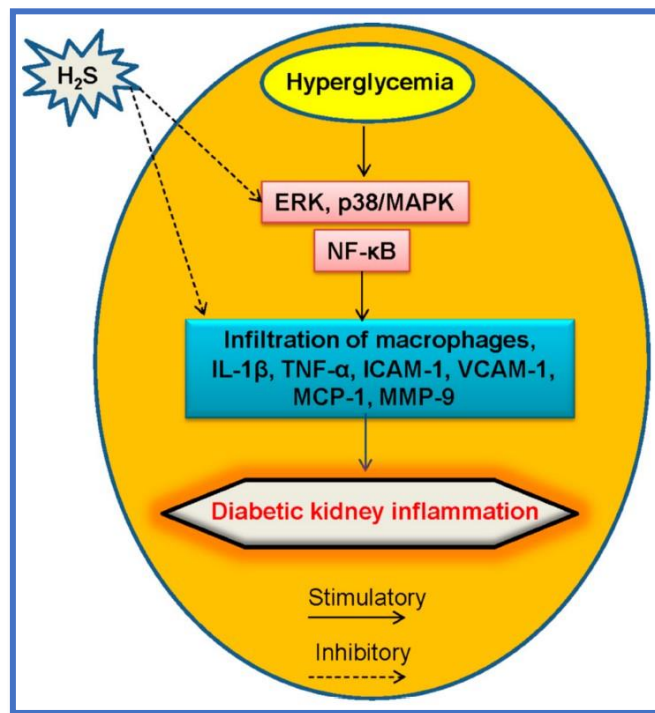 H₂S
Hyperglycemia
ERK, p38/MAPK
NF-κB
Infiltration of macrophages,
IL-1β, TNF-α, ICAM-1, VCAM-1,
MCP-1, MMP-9
Diabetic kidney inflammation
Stimulatory
Inhibitory